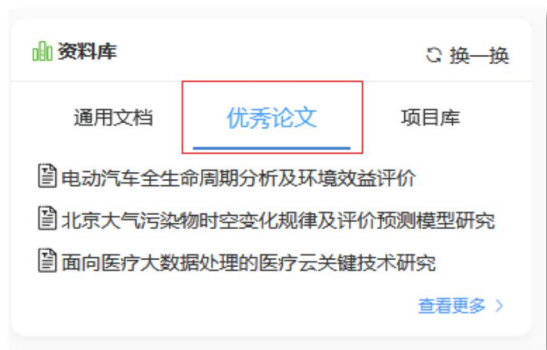 资料库
换一换
通用文档 优秀论文 项目库
电动汽车全生命周期分析及环境效益评价
北京大气污染物时空变化规律及评价预测模型研究
面向医疗大数据处理的医疗云关键技术研究
查看更多 >